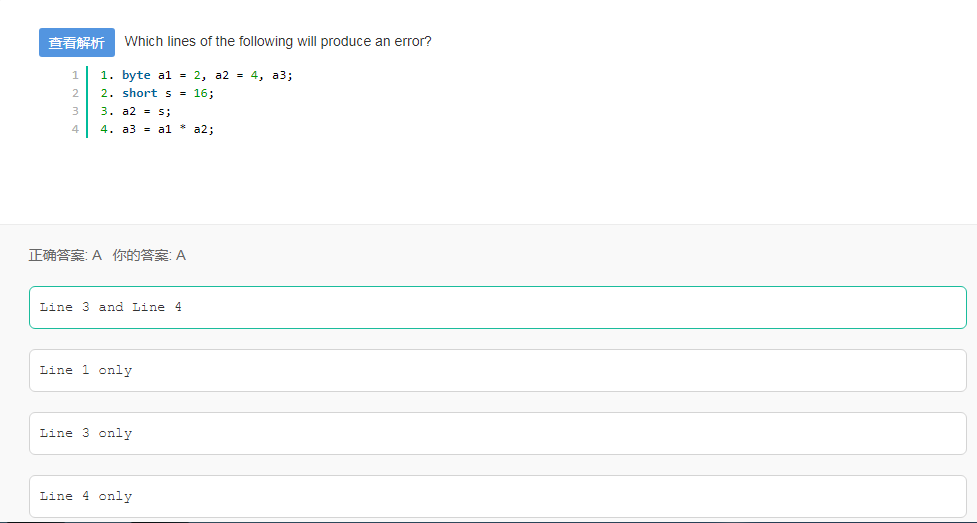 查看解析 Which lines of the following will produce an error?
1 1. byte a1 = 2, a2 = 4, a3;
2 2. short s = 16;
3 3. a2 = s;
4 4. a3 = a1 * a2;
正确答案: A 你的答案: A
Line 3 and Line 4
Line 1 only
Line 3 only
Line 4 only